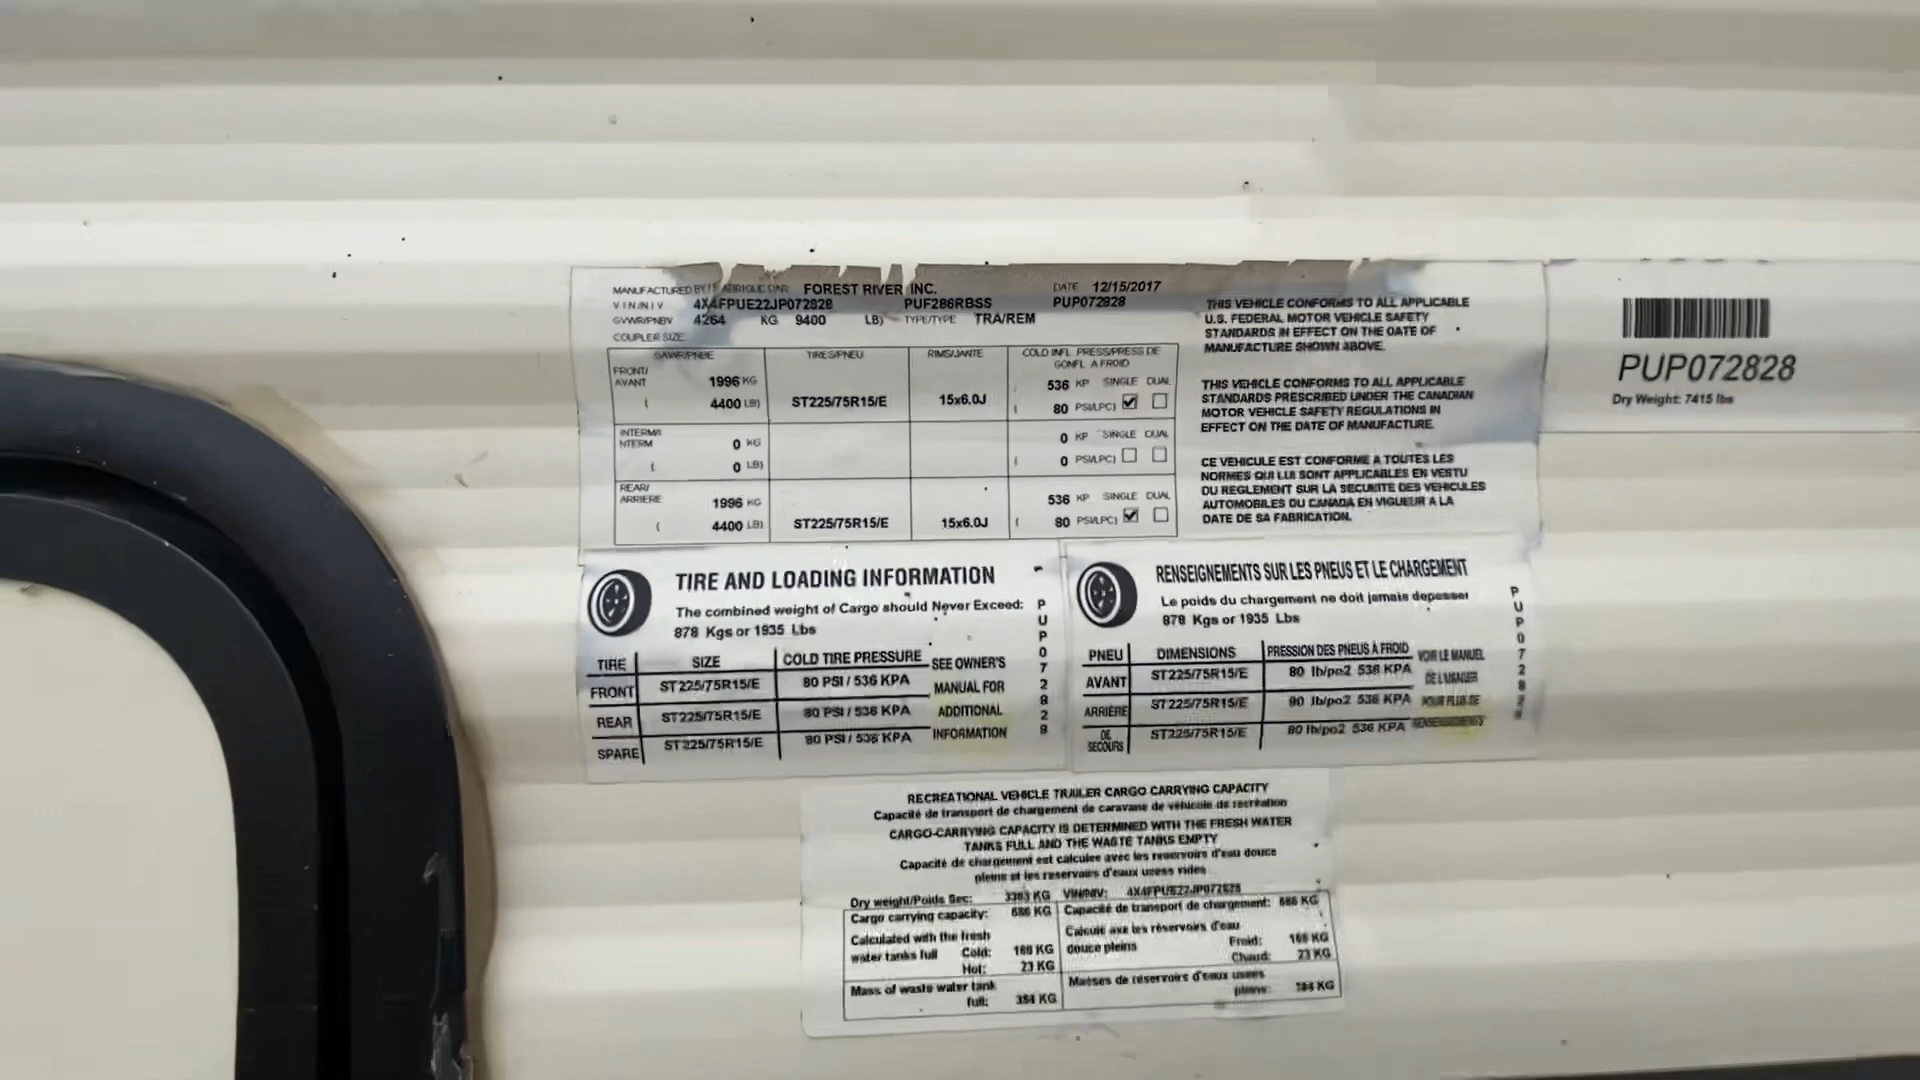 MANUFACTURED BY/ FOREST RIVER INC. DATE 12/15/2017
V I N/N I V 4X4FPUE22JP072828 PUF286RBSS PUP072828
GVWR/PNBV 4264 KG 9400 LB) TYPE/TYPE TRA/REM
COUPLER SIZE
GAWR/PNBE TIRES/PNEU RIMS/JANTE COLD INFL. PRESS/PRESS DE
GONFL A FROID
FRONT/
AVANT 1996 KG 536 KP SINGLE DUAL
( 4400 LB) ST225/75R15/E 15x6.0J ( 80 PSI/LPC)
INTERM/
NTERM 0 KG 0 KP SINGLE DUAL
( 0 LB) ( 0 PSI/LPC)
REAR/
ARRIERE 1996 KG 536 KP SINGLE DUAL
( 4400 LB) ST225/75R15/E 15x6.0J ( 80 PSI/LPC)
THIS VEHICLE CONFORMS TO ALL APPLICABLE
U.S. FEDERAL MOTOR VEHICLE SAFETY
STANDARDS IN EFFECT ON THE DATE OF
MANUFACTURE SHOWN ABOVE.
THIS VEHICLE CONFORMS TO ALL APPLICABLE
STANDARDS PRESCRIBED UNDER THE CANADIAN
MOTOR VEHICLE SAFETY REGULATIONS IN
EFFECT ON THE DATE OF MANUFACTURE.
CE VEHICULE EST CONFORME A TOUTES LES
NORMES QUI LUI SONT APPLICABLES EN VERTU
DU REGLEMENT SUR LA SECURITE DES VEHICULES
AUTOMOBILES DU CANADA EN VIGUEUR A LA
DATE DE SA FABRICATION.
PUP072828
Dry Weight: 7415 lbs
TIRE AND LOADING INFORMATION
The combined weight of Cargo should Never Exceed:
878 Kgs or 1935 Lbs
TIRE SIZE COLD TIRE PRESSURE SEE OWNER'S
FRONT ST225/75R15/E 80 PSI / 536 KPA MANUAL FOR
REAR ST225/75R15/E 80 PSI / 536 KPA ADDITIONAL
SPARE ST225/75R15/E 80 PSI / 536 KPA INFORMATION
PUP072828
RENSEIGNEMENTS SUR LES PNEUS ET LE CHARGEMENT
Le poids du chargement ne doit jamais depasser
878 Kgs or 1935 Lbs
PNEU DIMENSIONS PRESSION DES PNEUS À FROID VOIR LE MANUEL
AVANT ST225/75R15/E 80 lb/po2 536 KPA DE L'USAGER
ARRIÈRE ST225/75R15/E 80 lb/po2 536 KPA POUR PLUS DE
DE SECOURS ST225/75R15/E 80 lb/po2 536 KPA RENSEIGNEMENTS
RECREATIONAL VEHICLE TRAILER CARGO CARRYING CAPACITY
Capacité de transport de chargement de caravane de véhicule de recréation
CARGO-CARRYING CAPACITY IS DETERMINED WITH THE FRESH WATER
TANKS FULL AND THE WASTE TANKS EMPTY
Capacité de chargement est calculée avec les reservoirs d'eau douce
pleins et les reservoirs d'eaux usess vides
Dry weight/Poids Sec: 3363 KG VIN/NIV: 4X4FPUE22JP072828
Cargo carrying capacity: 686 KG
Calculated with the fresh
water tanks full Cold: 169 KG
Hot: 23 KG
Mass of waste water tank
full: 384 KG
Capacité de transport de chargement: 686 KG
Calculé axe les réservoirs d'eau
douce pleins Froid: 169 KG
Chaud: 23 KG
Masses de réservoirs d'eaux usees
pleins: KG